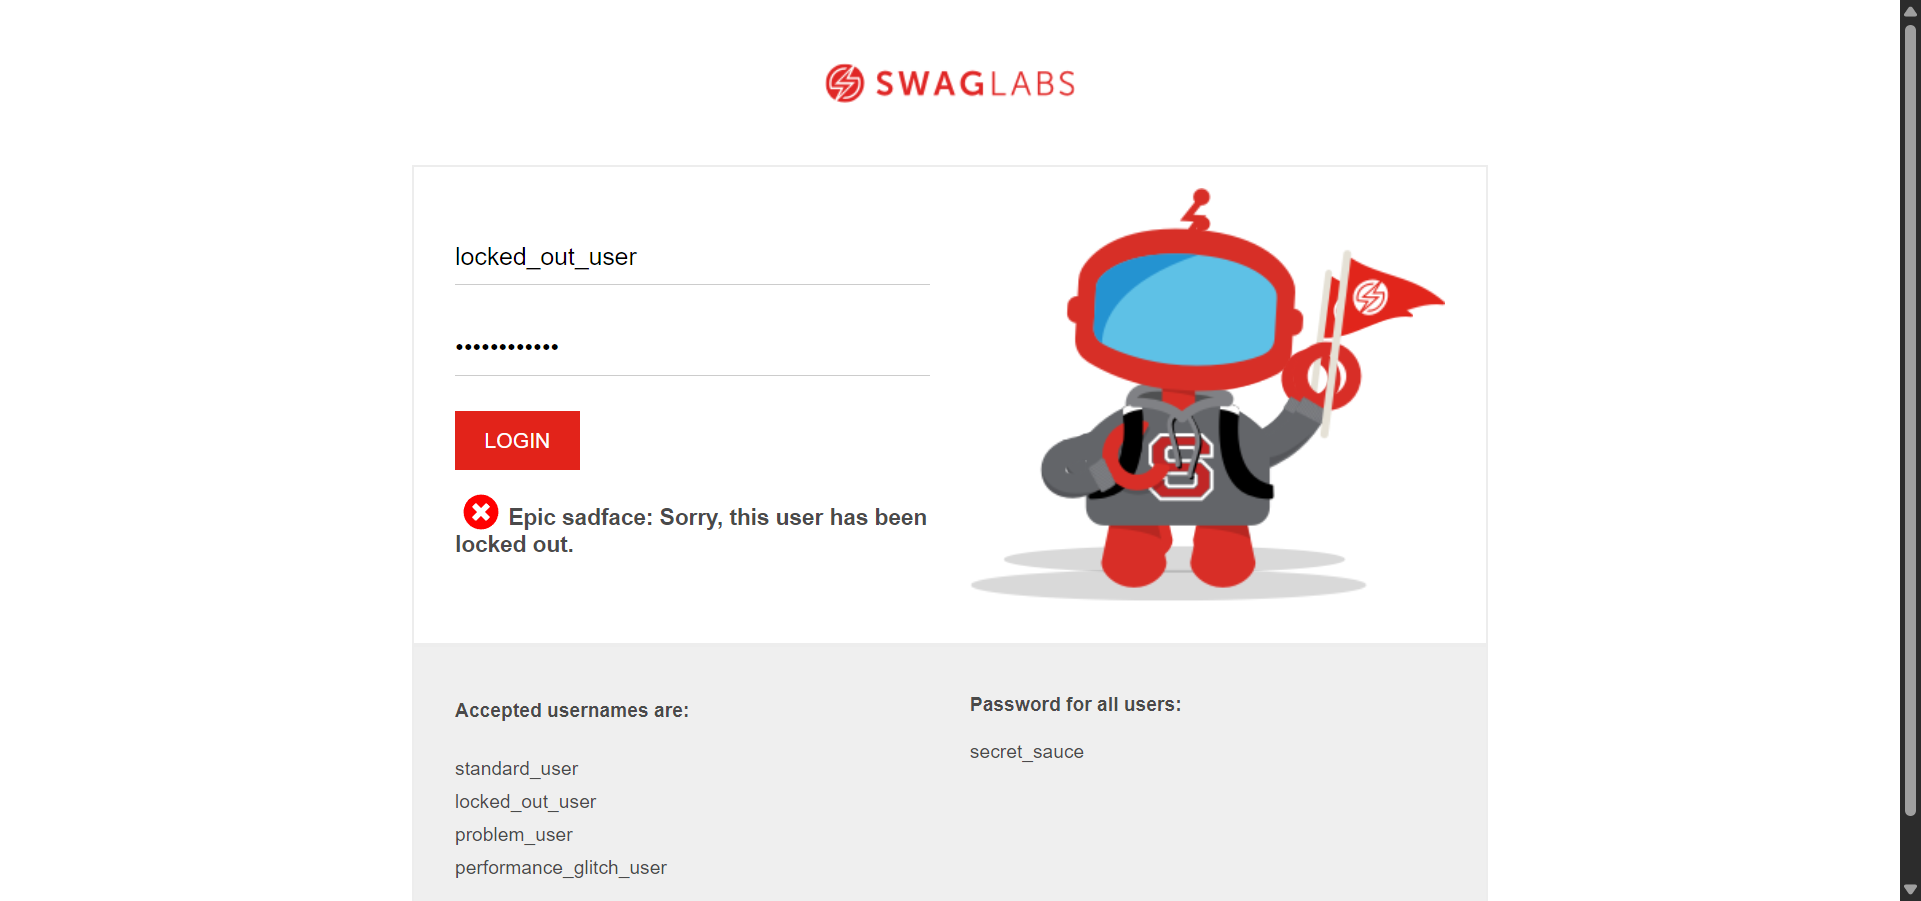 SWAGLABS
locked_out_user
••••••••••••
LOGIN
Epic sadface: Sorry, this user has been
locked out.
S
Accepted usernames are:
standard_user
locked_out_user
problem_user
performance_glitch_user
Password for all users:
secret_sauce